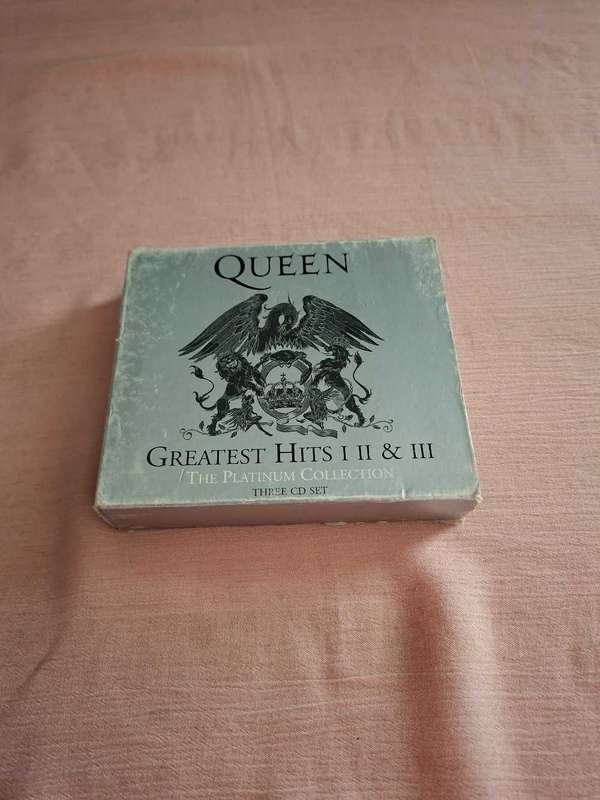 QUEEN
GREATEST HITS I II & III
THE PLATINUM COLLECTION
THREE CD SET